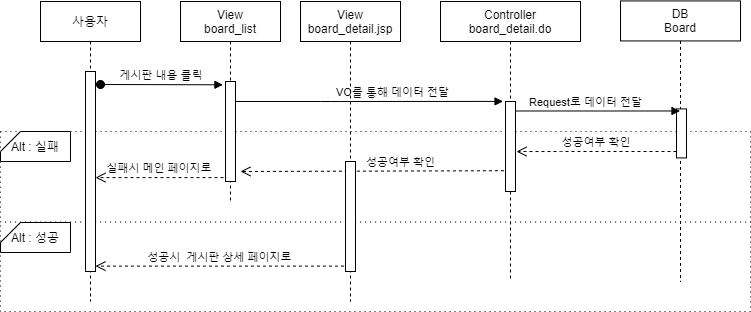 사용자
View
board_list
View
board_detail.jsp
Controller
board_detail.do
DB
Board
게시판 내용 클릭
VO를 통해 데이터 전달
Request로 데이터 전달
Alt : 실패
성공여부 확인
성공여부 확인
실패시 메인 페이지로
Alt : 성공
성공시 게시판 상세 페이지로